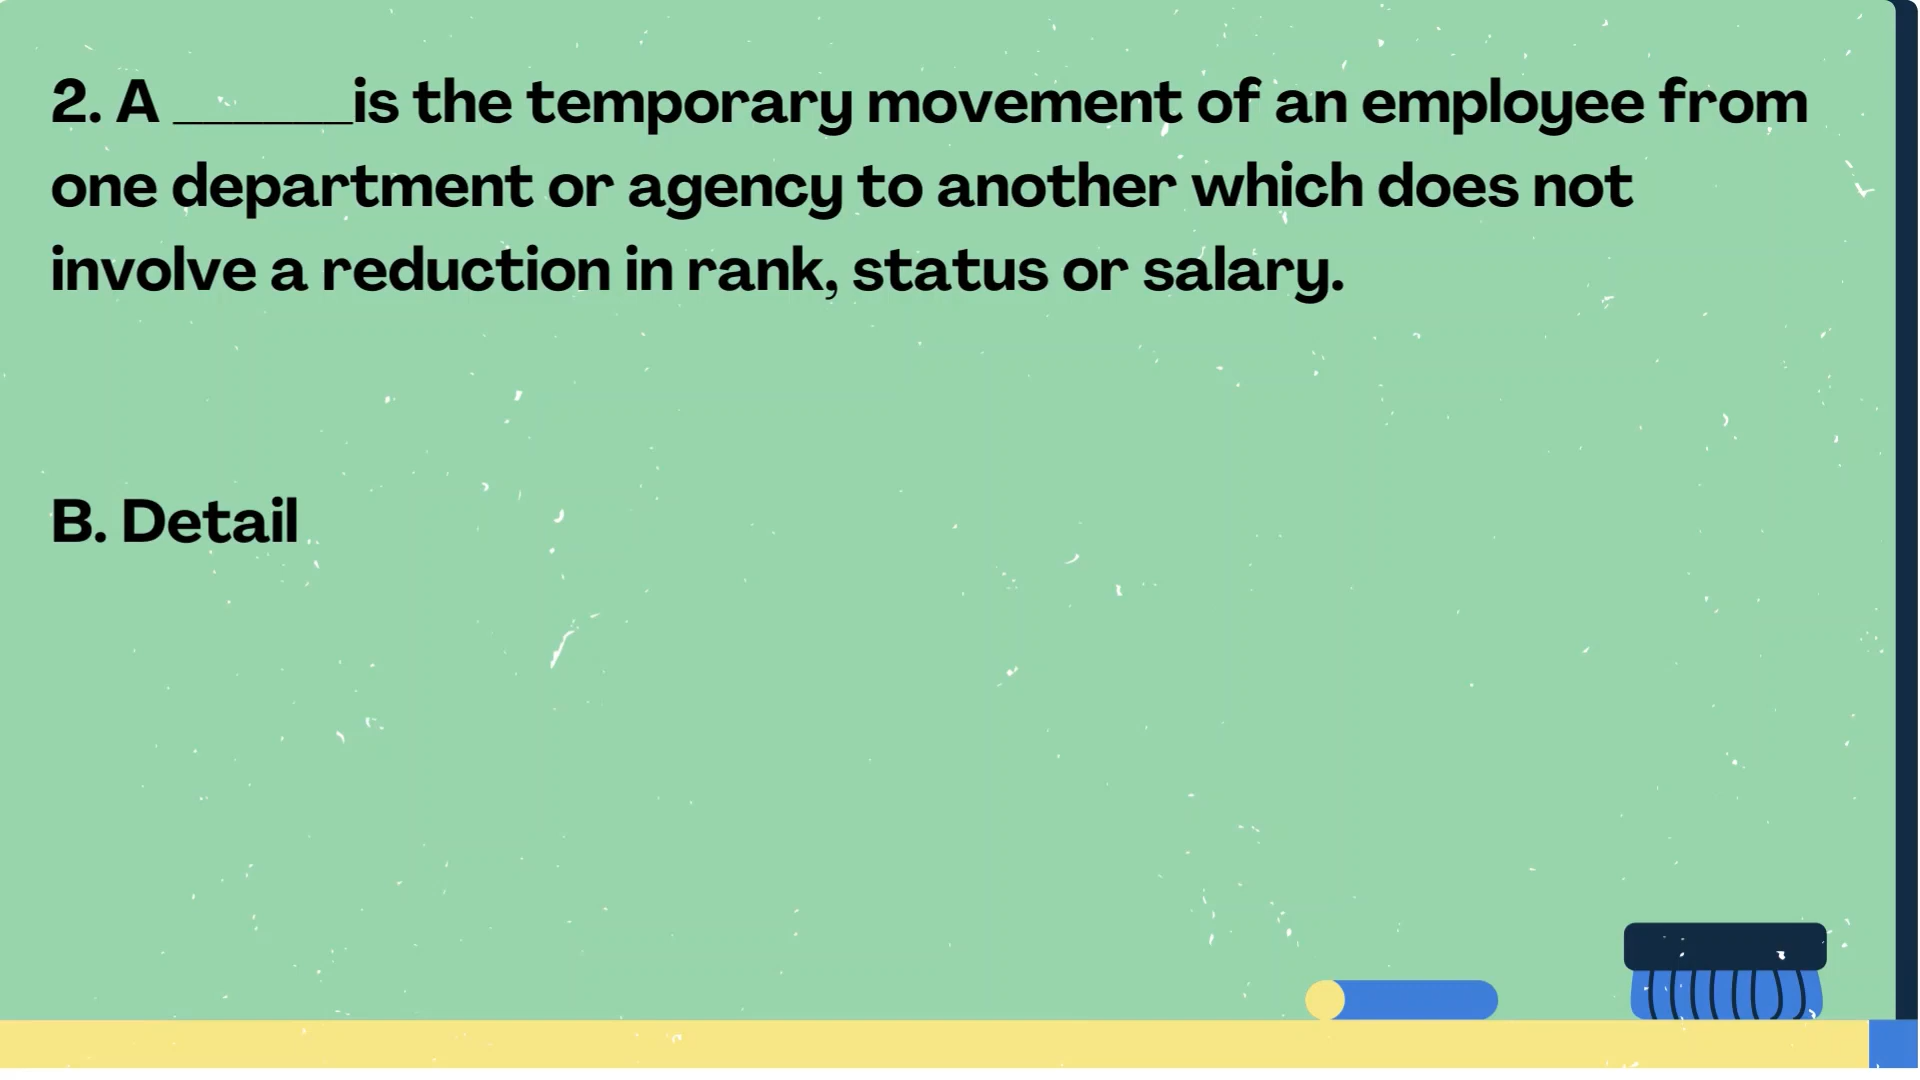 2. A ______is the temporary movement of an employee from
one department or agency to another which does not
involve a reduction in rank, status or salary.
B. Detail